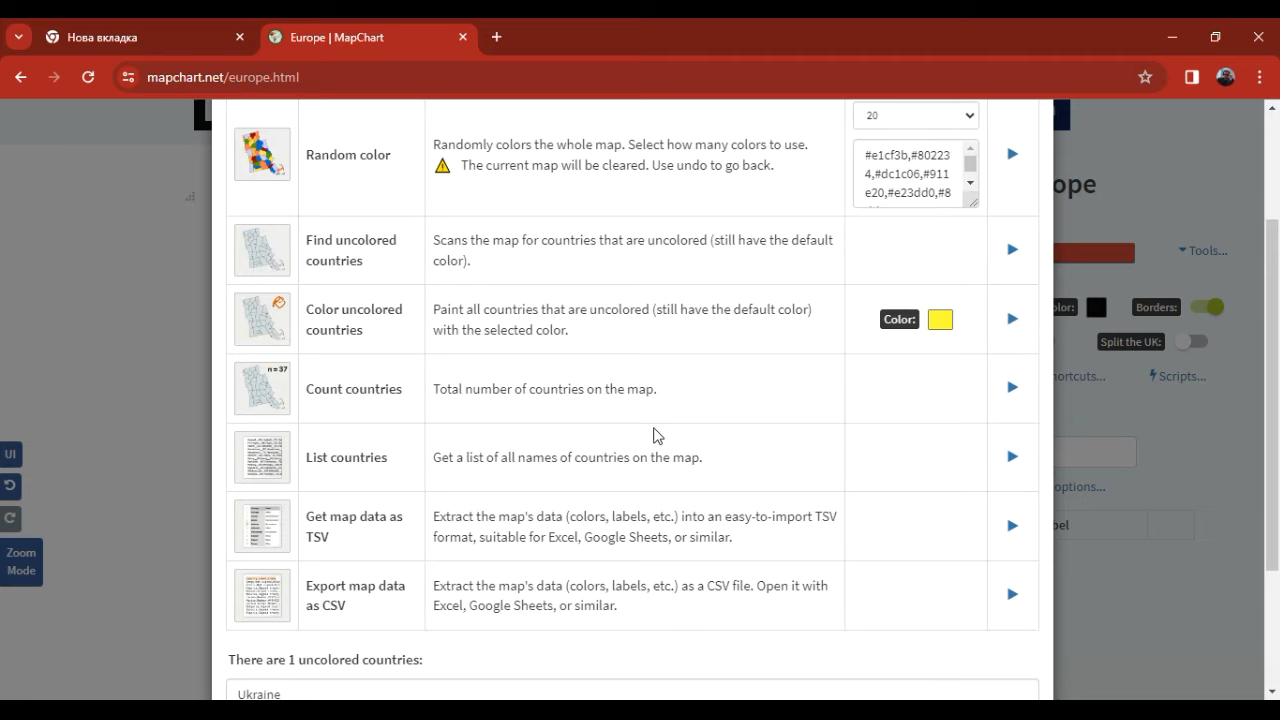 Нова вкладка
Europe | MapChart
mapchart.net/europe.html
20
Random color
Randomly colors the whole map. Select how many colors to use.
The current map will be cleared. Use undo to go back.
#e1cf3b,#80223
4,#dc1c06,#911
e20,#e23dd0,#8
ope
Tools...
Find uncolored
countries
Scans the map for countries that are uncolored (still have the default
color).
Color uncolored
countries
Paint all countries that are uncolored (still have the default color)
with the selected color.
Color:
olor:
Borders:
Split the UK:
ortcuts...
Scripts...
n = 37
Count countries
Total number of countries on the map.
List countries
Get a list of all names of countries on the map.
options...
bel
UI
Zoom
Mode
Get map data as
TSV
Extract the map's data (colors, labels, etc.) into an easy-to-import TSV
format, suitable for Excel, Google Sheets, or similar.
Export map data
as CSV
Extract the map's data (colors, labels, etc.) as a CSV file. Open it with
Excel, Google Sheets, or similar.
There are 1 uncolored countries:
Ukraine